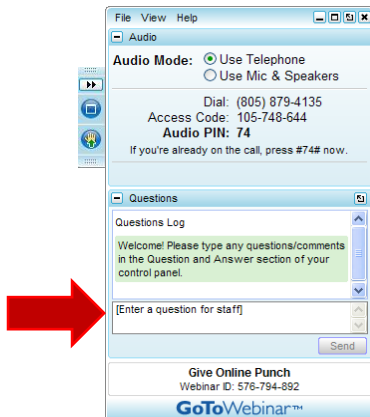 File View Help
Audio
Audio Mode: Use Telephone
Use Mic & Speakers
Dial: (805) 879-4135
Access Code: 105-748-644
Audio PIN: 74
If you're already on the call, press #74# now.
Questions
Questions Log
Welcome! Please type any questions/comments
in the Question and Answer section of your
control panel.
[Enter a question for staff]
Send
Give Online Punch
Webinar ID: 576-794-892
GoToWebinar™